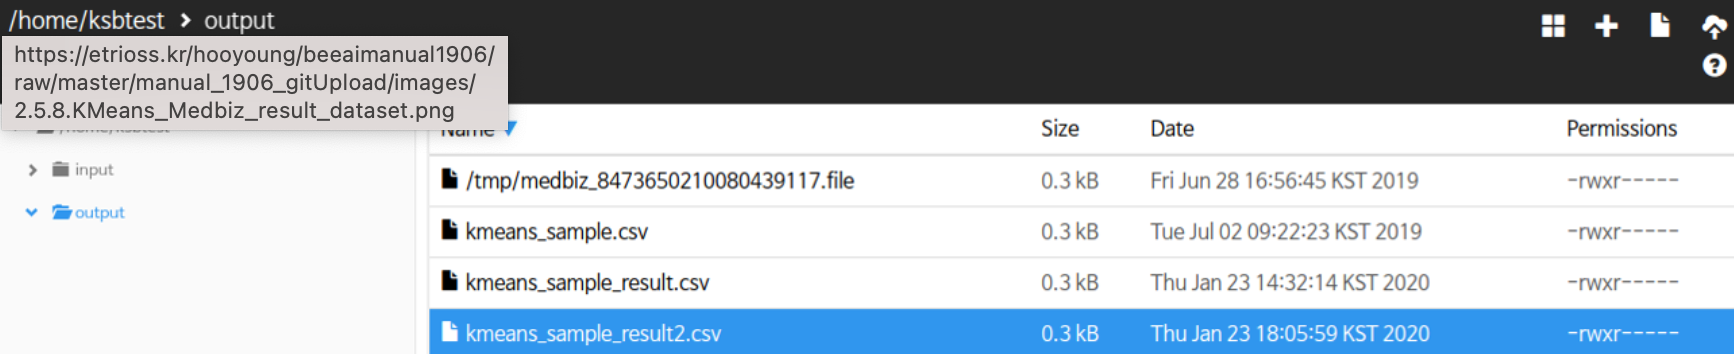 /home/ksbtest > output
https://etrioss.kr/hooyoung/beeaimanual1906/
raw/master/manual_1906_gitUpload/images/
2.5.8.KMeans_Medbiz_result_dataset.png
/home/ksbtest
input
output
Name Size Date Permissions
/tmp/medbiz_8473650210080439117.file 0.3 kB Fri Jun 28 16:56:45 KST 2019 -rwxr-----
kmeans_sample.csv 0.3 kB Tue Jul 02 09:22:23 KST 2019 -rwxr-----
kmeans_sample_result.csv 0.3 kB Thu Jan 23 14:32:14 KST 2020 -rwxr-----
kmeans_sample_result2.csv 0.3 kB Thu Jan 23 18:05:59 KST 2020 -rwxr-----